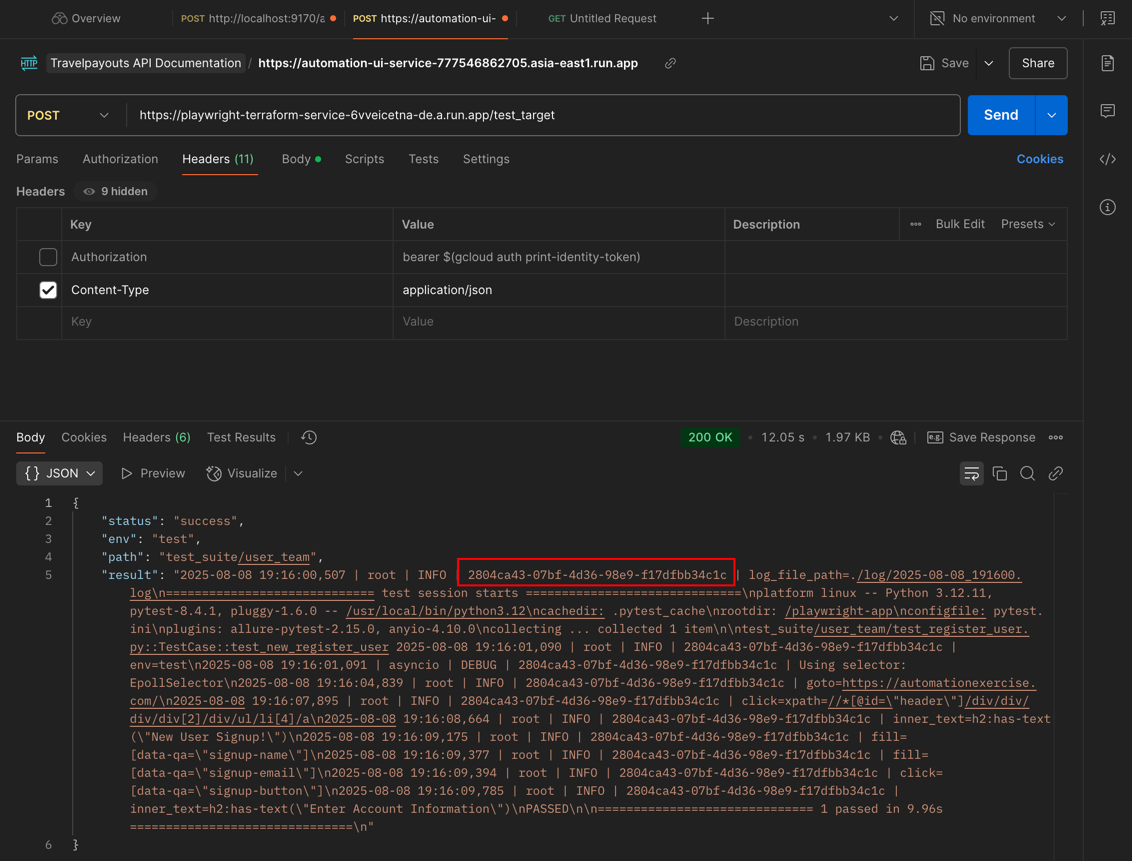 Overview
POST http://localhost:9170/a
POST https://automation-ui-
GET Untitled Request
No environment
HTTP
Travelpayouts API Documentation / https://automation-ui-service-777546862705.asia-east1.run.app
Save
Share
POST
https://playwright-terraform-service-6vveicetna-de.a.run.app/test_target
Send
Params Authorization Headers (11) Body Scripts Tests Settings
Cookies
Headers 9 hidden
Key Value Description Bulk Edit Presets
Authorization bearer $(gcloud auth print-identity-token)
Content-Type application/json
Key Value Description
Body Cookies Headers (6) Test Results
200 OK 12.05 s 1.97 KB Save Response
{} JSON Preview Visualize
1 {
2 "status": "success",
3 "env": "test",
4 "path": "test_suite/user_team",
5 "result": "2025-08-08 19:16:00,507 | root | INFO | 2804ca43-07bf-4d36-98e9-f17dfbb34c1c | log_file_path=./log/2025-08-08_191600.
log\n============================= test session starts ==============================\nplatform linux -- Python 3.12.11,
pytest-8.4.1, pluggy-1.6.0 -- /usr/local/bin/python3.12\ncachedir: .pytest_cache\nrootdir: /playwright-app\nconfigfile: pytest.
ini\nplugins: allure-pytest-2.15.0, anyio-4.10.0\ncollecting ... collected 1 item\n\ntest_suite/user_team/test_register_user.
py::TestCase::test_new_register_user 2025-08-08 19:16:01,090 | root | INFO | 2804ca43-07bf-4d36-98e9-f17dfbb34c1c |
env=test\n2025-08-08 19:16:01,091 | asyncio | DEBUG | 2804ca43-07bf-4d36-98e9-f17dfbb34c1c | Using selector:
EpollSelector\n2025-08-08 19:16:04,839 | root | INFO | 2804ca43-07bf-4d36-98e9-f17dfbb34c1c | goto=https://automationexercise.
com/\n2025-08-08 19:16:07,895 | root | INFO | 2804ca43-07bf-4d36-98e9-f17dfbb34c1c | click=xpath=//*[@id=\"header\"]/div/div/
div/div[2]/div/ul/li[4]/a\n2025-08-08 19:16:08,664 | root | INFO | 2804ca43-07bf-4d36-98e9-f17dfbb34c1c | inner_text=h2:has-text
(\"New User Signup!\")\n2025-08-08 19:16:09,175 | root | INFO | 2804ca43-07bf-4d36-98e9-f17dfbb34c1c | fill=
[data-qa=\"signup-name\"]\n2025-08-08 19:16:09,377 | root | INFO | 2804ca43-07bf-4d36-98e9-f17dfbb34c1c | fill=
[data-qa=\"signup-email\"]\n2025-08-08 19:16:09,394 | root | INFO | 2804ca43-07bf-4d36-98e9-f17dfbb34c1c | click=
[data-qa=\"signup-button\"]\n2025-08-08 19:16:09,785 | root | INFO | 2804ca43-07bf-4d36-98e9-f17dfbb34c1c |
inner_text=h2:has-text(\"Enter Account Information\")\nPASSED\n\n============================== 1 passed in 9.96s
===============================\n"
6 }